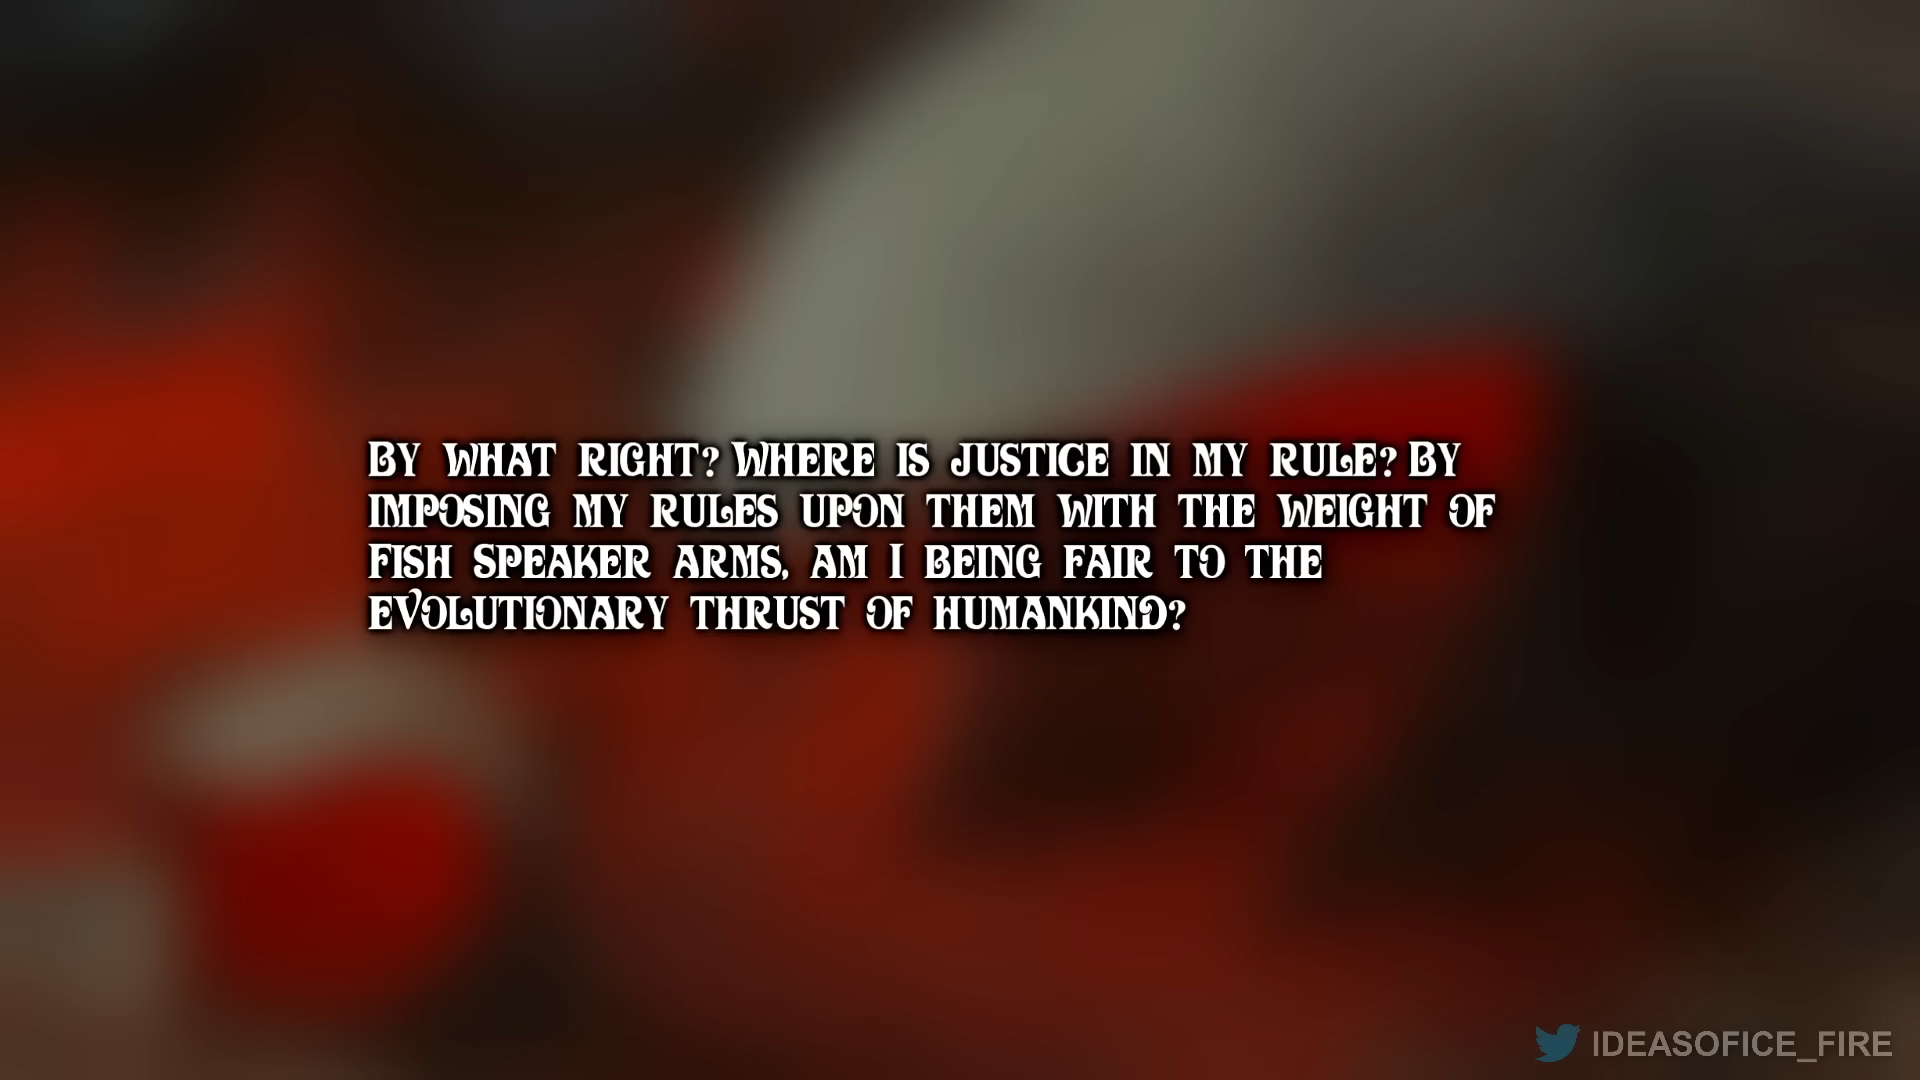 BY WHAT RIGHT? WHERE IS JUSTICE IN MY RULE? BY
IMPOSING MY RULES UPON THEM WITH THE WEIGHT OF
FISH SPEAKER ARMS, AM I BEING FAIR TO THE
EVOLUTIONARY THRUST OF HUMANKIND?
IDEASOFICE_FIRE